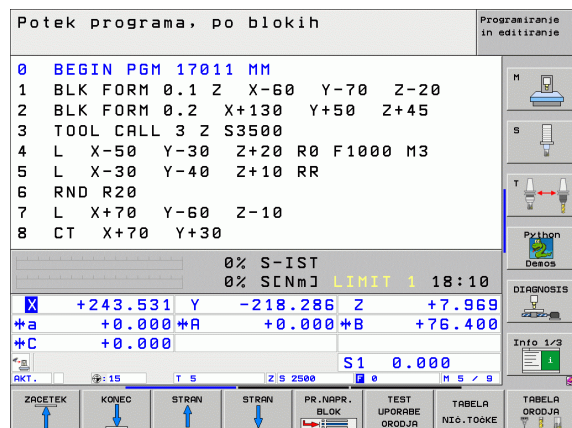 Potek programa, po blokih
Programiranje
in editiranje
0 BEGIN PGM 17011 MM
1 BLK FORM 0.1 Z X-60 Y-70 Z-20
2 BLK FORM 0.2 X+130 Y+50 Z+45
3 TOOL CALL 3 Z S3500
4 L X-50 Y-30 Z+20 R0 F1000 M3
5 L X-30 Y-40 Z+10 RR
6 RND R20
7 L X+70 Y-60 Z-10
8 CT X+70 Y+30
M
S
T
Python
Demos
DIAGNOSIS
Info 1/3
0% S-IST
0% S[Nm] LIMIT 1 18:10
X +243.531 Y -218.286 Z +7.969
a +0.000 A +0.000 B +76.400
C +0.000
S1 0.000
AKT. :15 T 5 Z S 2500 F 0 M 5 / 9
ZACETEK
KONEC
STRAN
STRAN
PR.NAPR.
BLOK
TEST
UPORABE
ORODJA
TABELA
NIč.TOčKE
TABELA
ORODJA